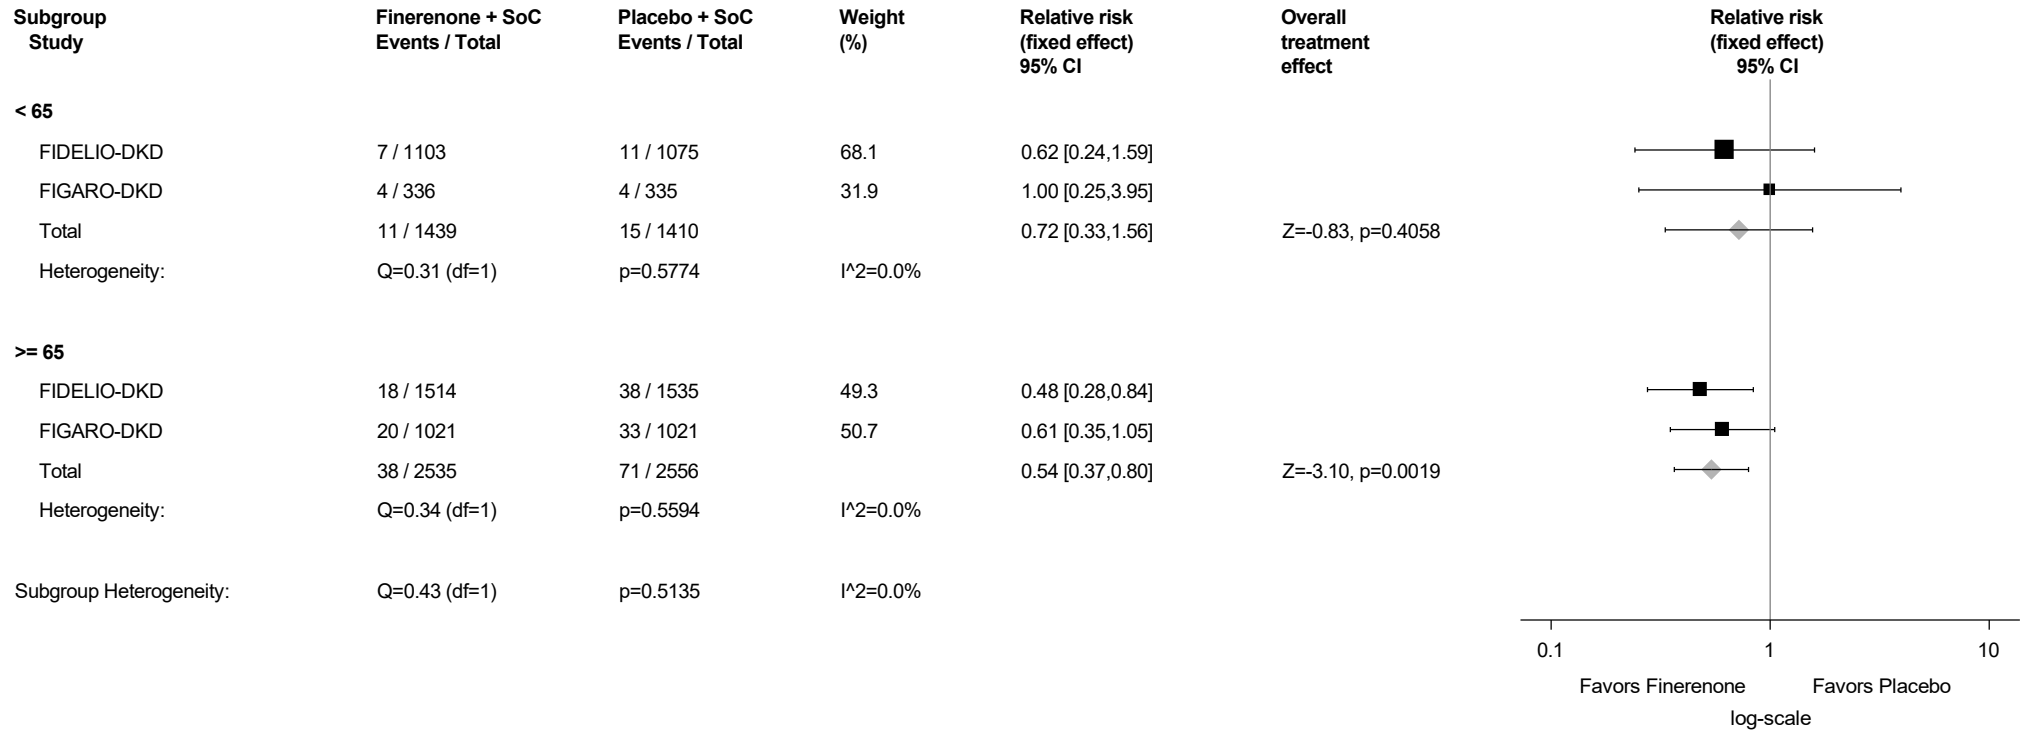 Subgroup Finerenone + SoC Placebo + SoC Weight Relative risk Overall Relative risk
Study Events / Total Events / Total (%) (fixed effect) treatment (fixed effect)
95% CI effect 95% CI
< 65
FIDELIO-DKD 7 / 1103 11 / 1075 68.1 0.62 [0.24,1.59]
FIGARO-DKD 4 / 336 4 / 335 31.9 1.00 [0.25,3.95]
Total 11 / 1439 15 / 1410 0.72 [0.33,1.56] Z=-0.83, p=0.4058
Heterogeneity: Q=0.31 (df=1) p=0.5774 I^2=0.0%
>= 65
FIDELIO-DKD 18 / 1514 38 / 1535 49.3 0.48 [0.28,0.84]
FIGARO-DKD 20 / 1021 33 / 1021 50.7 0.61 [0.35,1.05]
Total 38 / 2535 71 / 2556 0.54 [0.37,0.80] Z=-3.10, p=0.0019
Heterogeneity: Q=0.34 (df=1) p=0.5594 I^2=0.0%
Subgroup Heterogeneity: Q=0.43 (df=1) p=0.5135 I^2=0.0%
0.1 1 10
Favors Finerenone Favors Placebo
log-scale